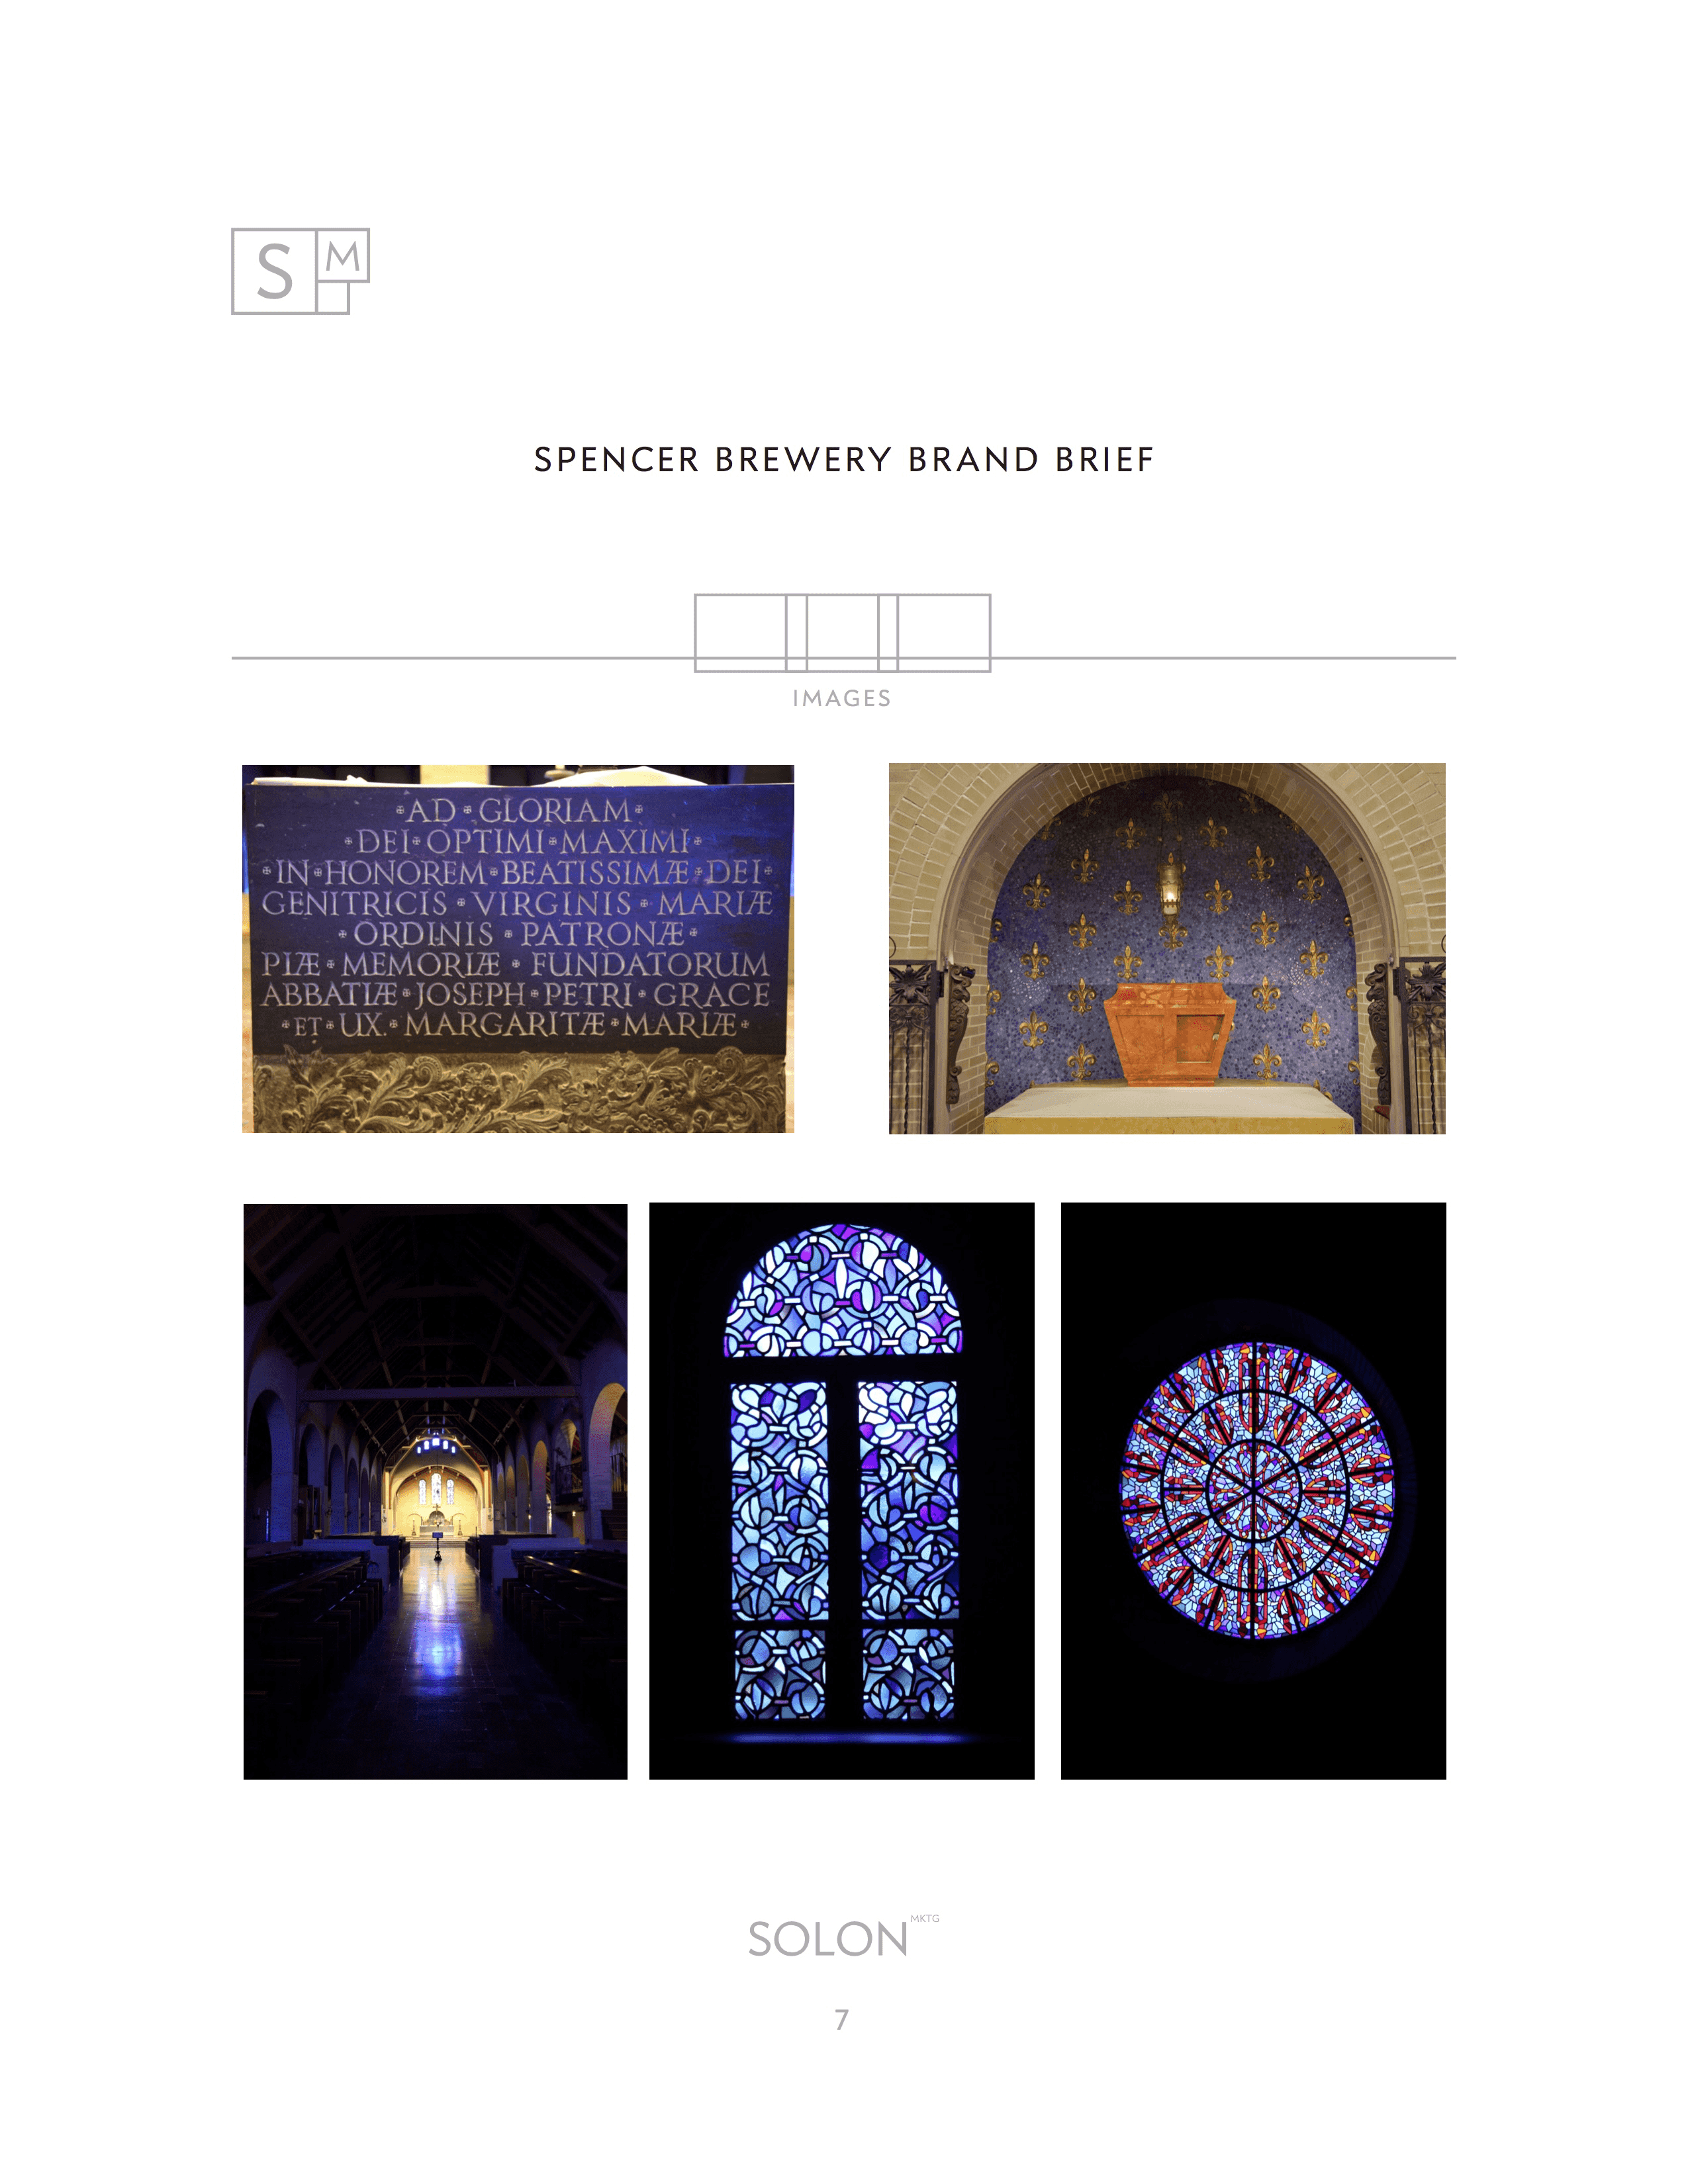 S M
SPENCER BREWERY BRAND BRIEF
IMAGES
AD GLORIAM
DEI OPTIMI MAXIMI
IN HONOREM BEATISSIMÆ DEI
GENITRICIS VIRGINIS MARIÆ
ORDINIS PATRONÆ
PIÆ MEMORIÆ FUNDATORUM
ABBATIÆ JOSEPH PETRI GRACE
ET UX. MARGARITÆ MARIÆ
SOLON MKTG
7